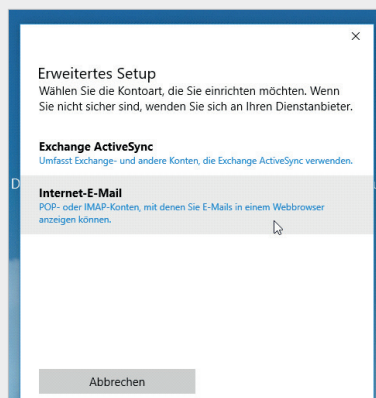 Erweitertes Setup
Wählen Sie die Kontoart, die Sie einrichten möchten. Wenn
Sie nicht sicher sind, wenden Sie sich an Ihren Dienstanbieter.
Exchange ActiveSync
Umfasst Exchange- und andere Konten, die Exchange ActiveSync verwenden.
Internet-E-Mail
POP- oder IMAP-Konten, mit denen Sie E-Mails in einem Webbrowser
anzeigen können.
Abbrechen